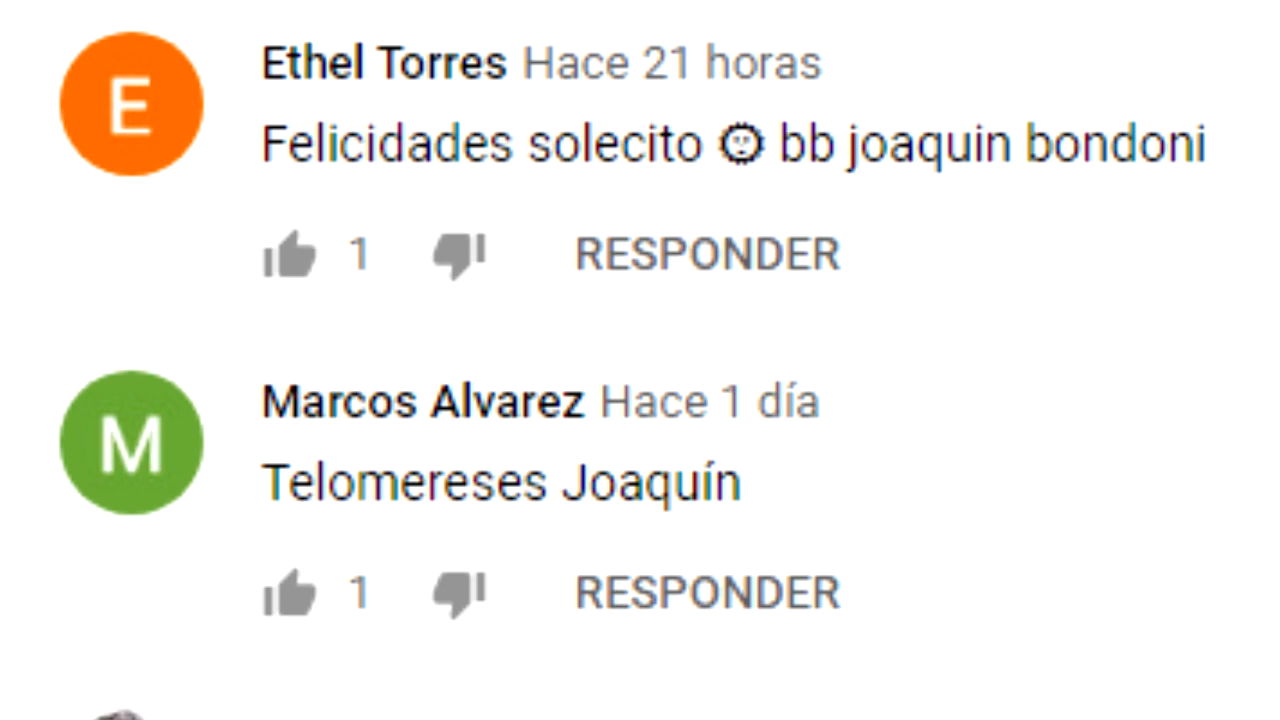 E
Ethel Torres Hace 21 horas
Felicidades solecito 🌞 bb joaquin bondoni
1 RESPONDER
M
Marcos Alvarez Hace 1 día
Telomereses Joaquín
1 RESPONDER